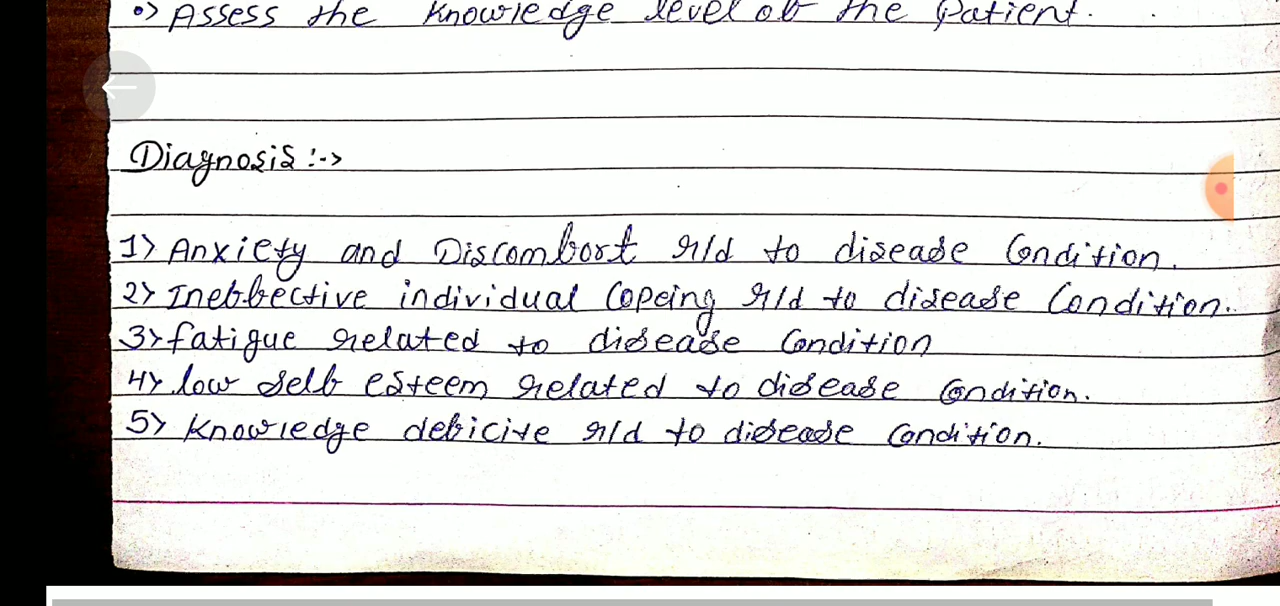 •> Assess the knowledge level of the Patient.
Diagnosis :->
1> Anxiety and Discomfort r/d to disease Condition.
2> Ineffective individual Copeing r/d to disease Condition.
3> fatigue related to disease Condition
4> low self esteem related to disease Condition.
5> Knowledge deficite r/d to disease Condition.